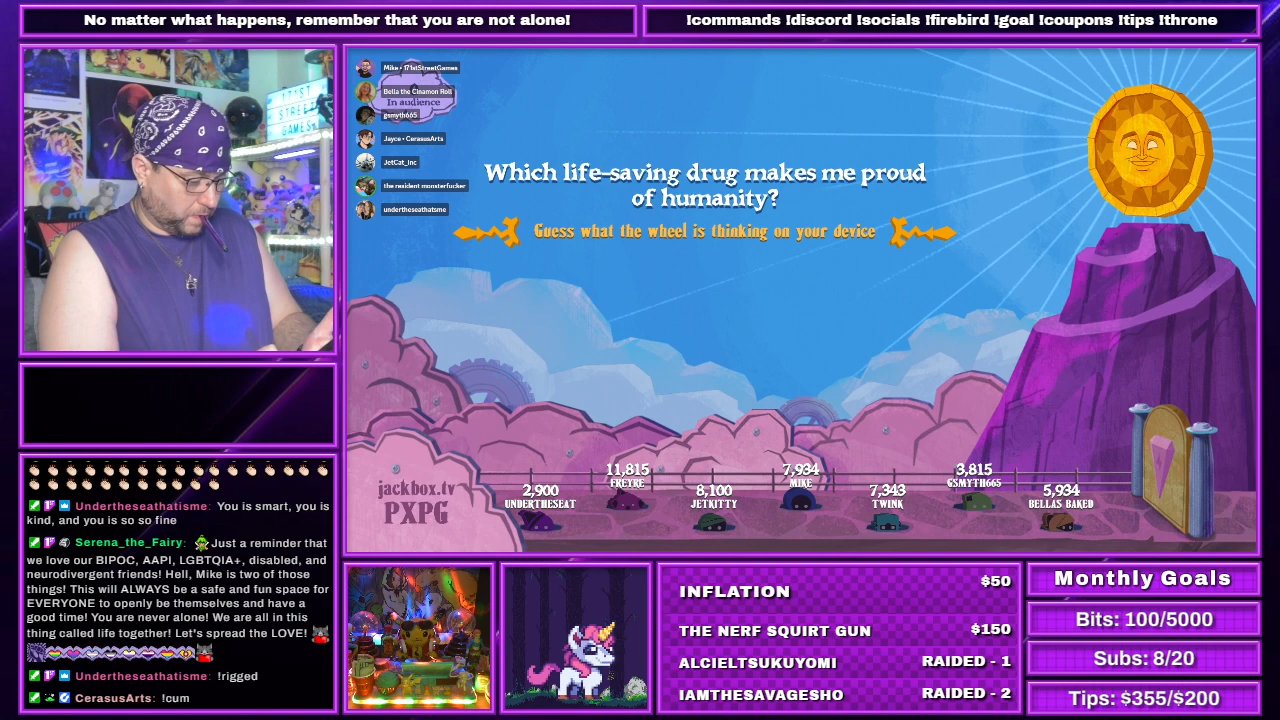 No matter what happens, remember that you are not alone!
!commands !discord !socials !firebird !goal !coupons !tips !throne
171ST
STREET
GAMES
Mike • 171stStreetGames
Bella the Cinamon Roll
In audience
gsmyth665
Jayce • CerasusArts
JetCat_Inc
the resident monsterfucker
undertheseathatsme
Which life-saving drug makes me proud
of humanity?
Guess what the wheel is thinking on your device
jackbox.tv
PXPG
2,900
UNDERTHESEAT
11,815
FREYRE
8,100
JETKITTY
7,934
MIKE
7,343
TWINK
3,815
GSMYTH665
5,934
BELLAS BAKED
Undertheseathatisme: You is smart, you is
kind, and you is so so fine
Serena_the_Fairy: Just a reminder that
we love our BIPOC, AAPI, LGBTQIA+, disabled, and
neurodivergent friends! Hell, Mike is two of those
things! This will ALWAYS be a safe and fun space for
EVERYONE to openly be themselves and have a
good time! You are never alone! We are all in this
thing called life together! Let's spread the LOVE!
Undertheseathatisme: !rigged
CerasusArts: !cum
INFLATION $50
THE NERF SQUIRT GUN $150
ALCIELTSUKUYOMI RAIDED - 1
IAMTHESAVAGESHO RAIDED - 2
Monthly Goals
Bits: 100/5000
Subs: 8/20
Tips: $355/$200